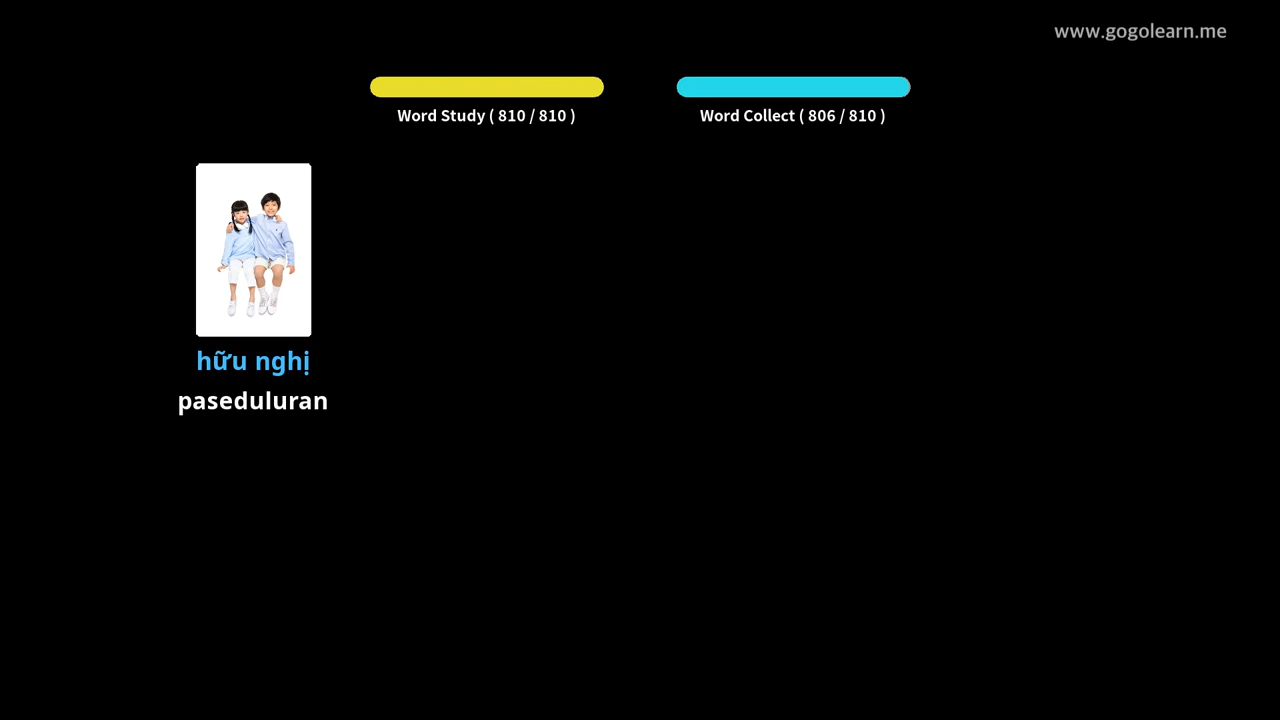 www.gogolearn.me
Word Study ( 810 / 810 )
Word Collect ( 806 / 810 )
hữu nghị
paseduluran